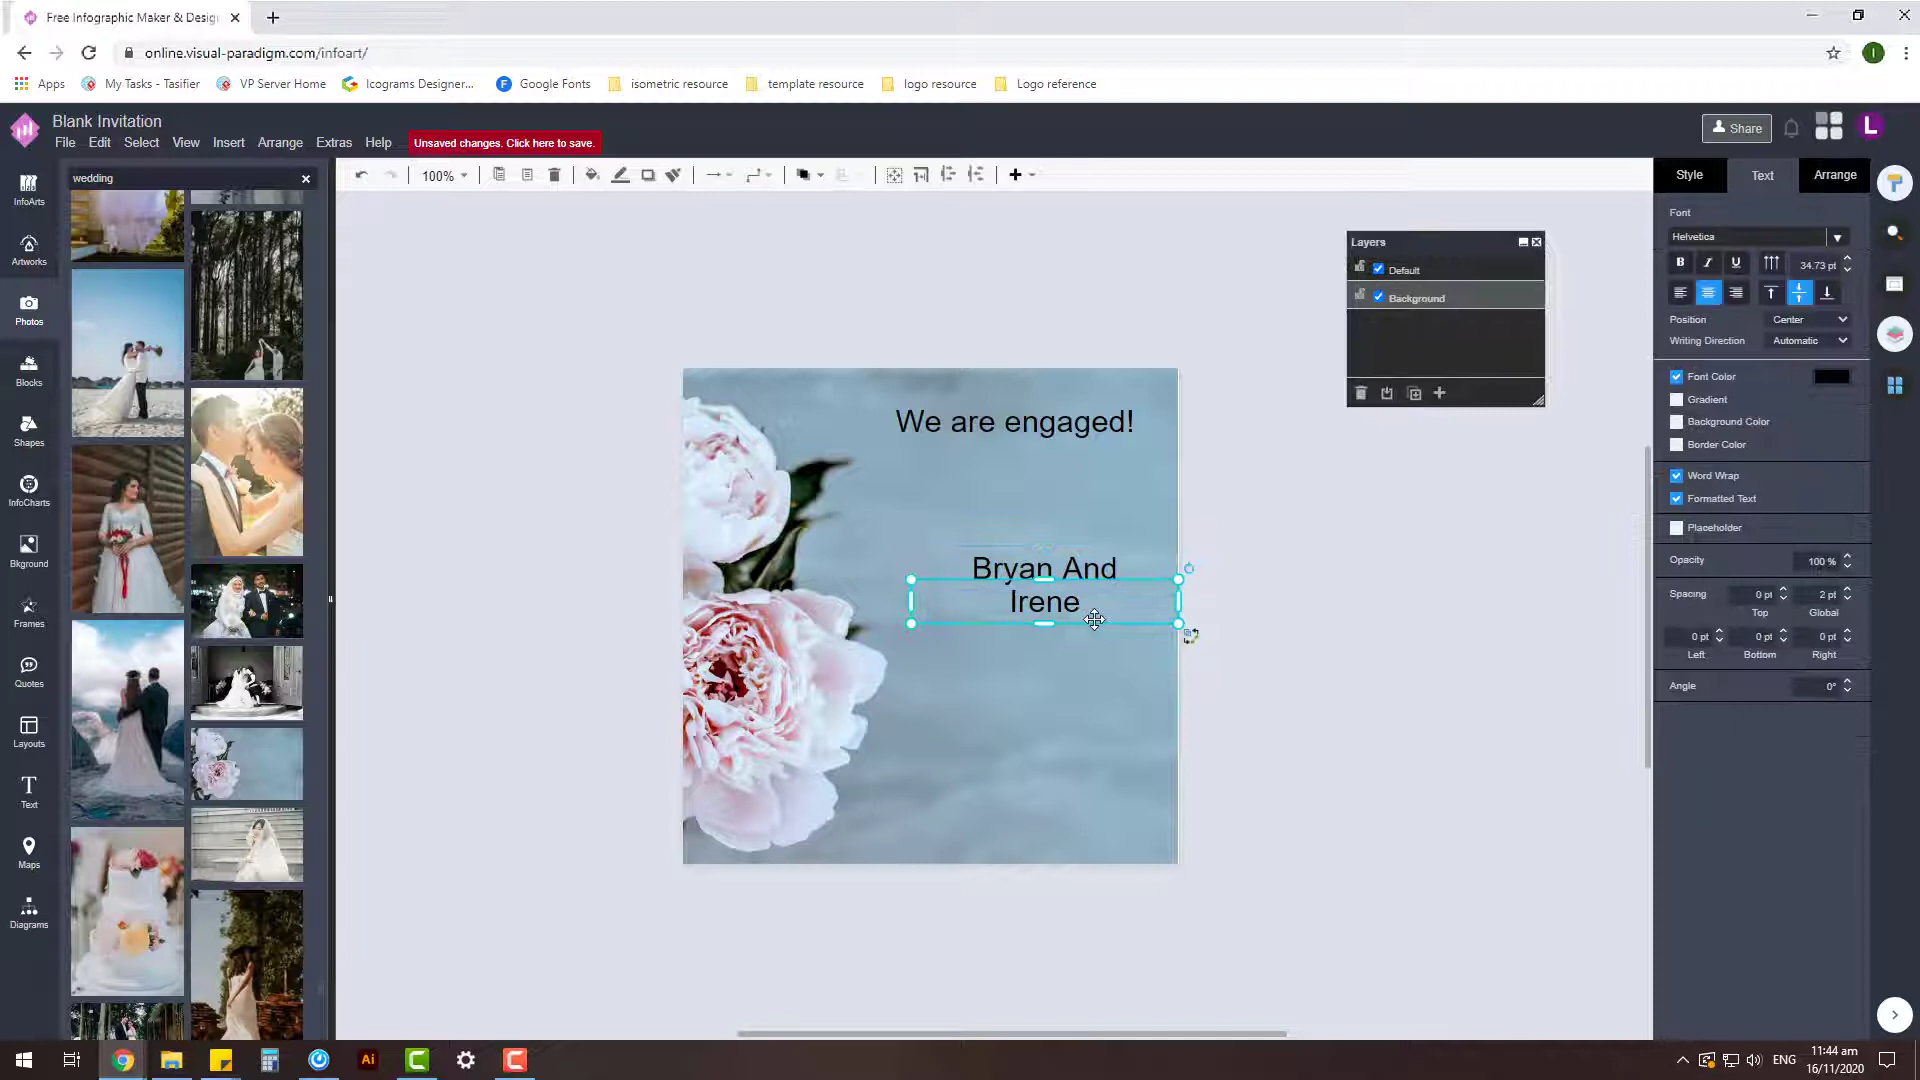 Free Infographic Maker & Desig
online.visual-paradigm.com/infoart/
Apps
My Tasks - Tasifier
VP Server Home
Icograms Designer...
Google Fonts
isometric resource
template resource
logo resource
Logo reference
Blank Invitation
File
Edit
Select
View
Insert
Arrange
Extras
Help
Unsaved changes. Click here to save.
Share
L
wedding
100%
InfoArts
Artworks
Photos
Blocks
Shapes
InfoCharts
Bkground
Icons
Frames
Quotes
Layouts
Text
Maps
Diagrams
We are engaged!
Bryan And
Irene
Layers
Default
Background
Style
Text
Arrange
Font
Helvetica
B
I
U
34.73 pt
Position
Center
Writing Direction
Automatic
Font Color
Gradient
Background Color
Border Color
Word Wrap
Formatted Text
Placeholder
Opacity
100 %
Spacing
0 pt
2 pt
Top
Global
0 pt
0 pt
0 pt
Left
Bottom
Right
Angle
0°
Ai
ENG
11:44 am
16/11/2020